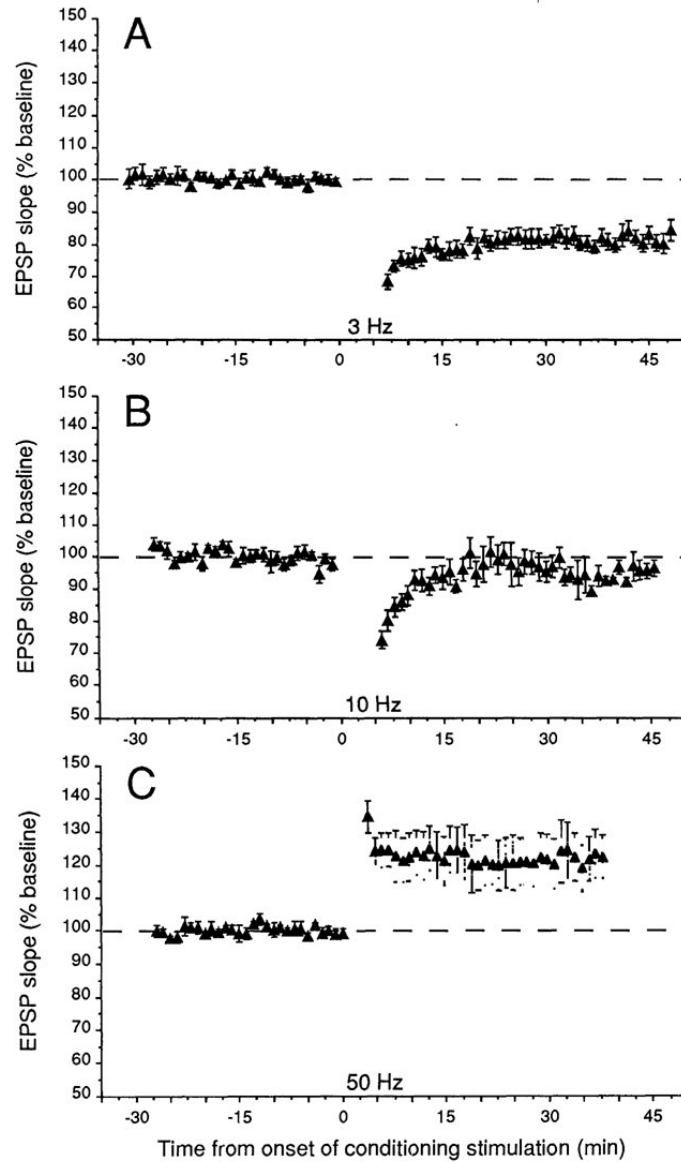 A
150
140
130
120
110
100
90
80
70
60
50
EPSP slope (% baseline)
3 Hz
-30 -15 0 15 30 45
B
150
140
130
120
110
100
90
80
70
60
50
EPSP slope (% baseline)
10 Hz
-30 -15 0 15 30 45
C
150
140
130
120
110
100
90
80
70
60
50
EPSP slope (% baseline)
50 Hz
-30 -15 0 15 30 45
Time from onset of conditioning stimulation (min)